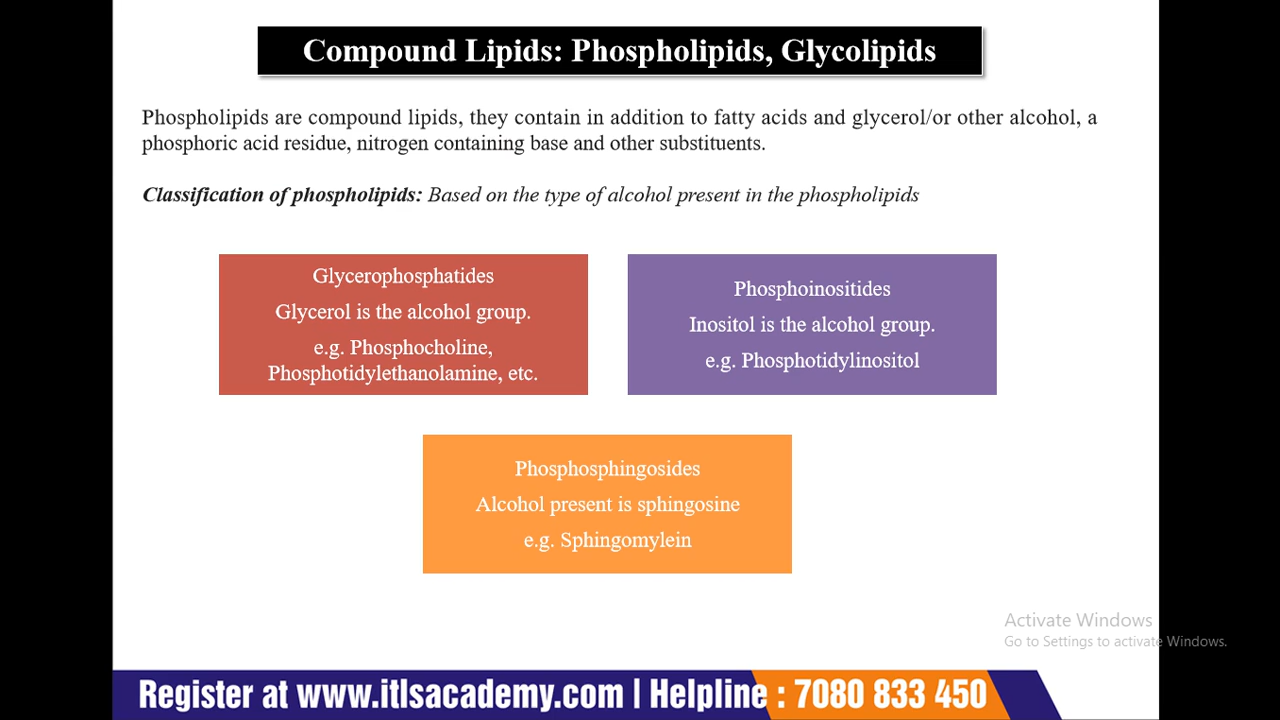 Compound Lipids: Phospholipids, Glycolipids
Phospholipids are compound lipids, they contain in addition to fatty acids and glycerol/or other alcohol, a
phosphoric acid residue, nitrogen containing base and other substituents.
Classification of phospholipids: Based on the type of alcohol present in the phospholipids
Glycerophosphatides
Glycerol is the alcohol group.
e.g. Phosphocholine,
Phosphotidylethanolamine, etc.
Phosphoinositides
Inositol is the alcohol group.
e.g. Phosphotidylinositol
Phosphosphingosides
Alcohol present is sphingosine
e.g. Sphingomylein
Activate Windows
Go to Settings to activate Windows.
Register at www.itlsacademy.com | Helpline : 7080 833 450